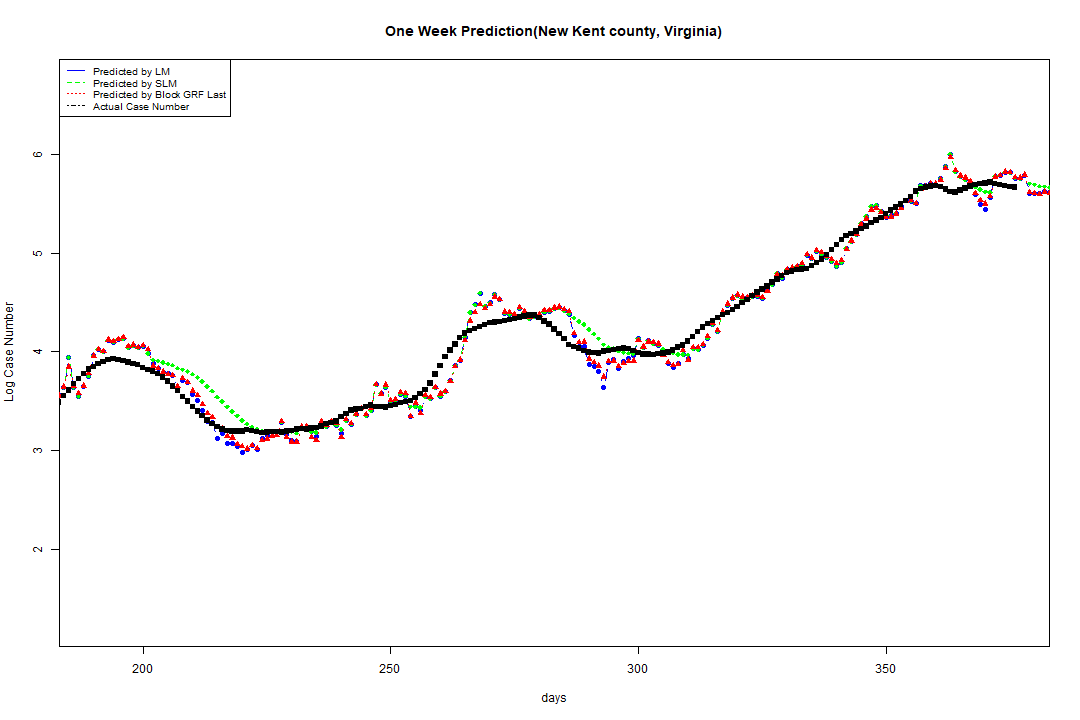 One Week Prediction(New Kent county, Virginia)
Predicted by LM
Predicted by SLM
Predicted by Block GRF Last
Actual Case Number
Log Case Number
6
5
4
3
2
200 250 300 350
days